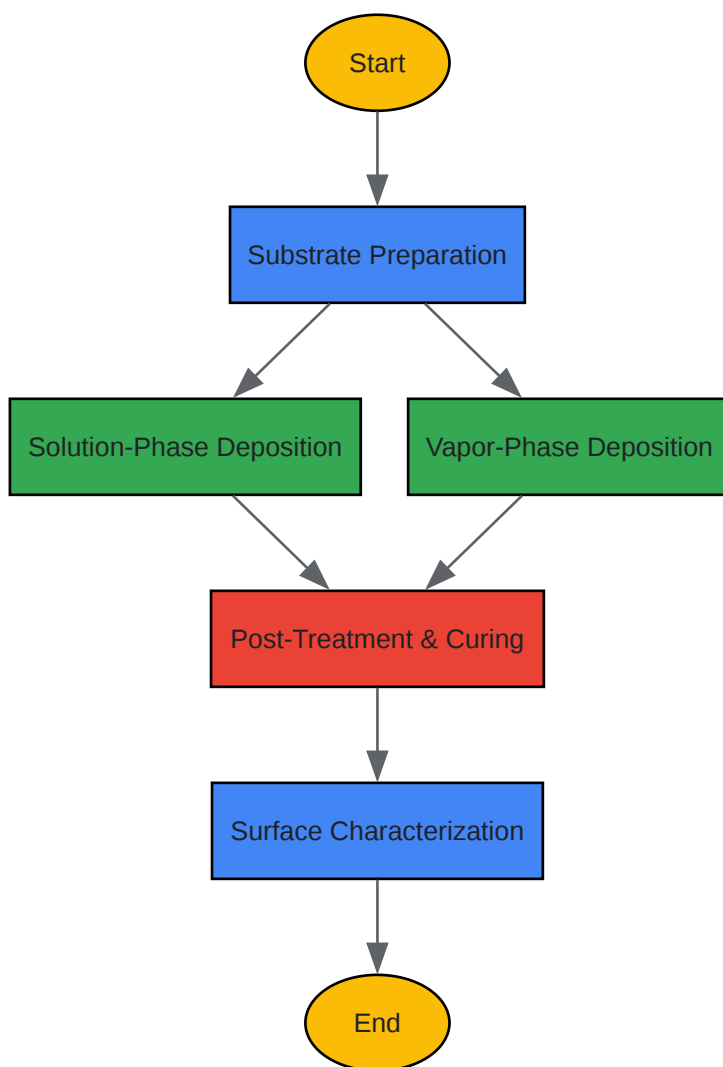 Start
Substrate Preparation
Solution-Phase Deposition
Vapor-Phase Deposition
Post-Treatment & Curing
Surface Characterization
End